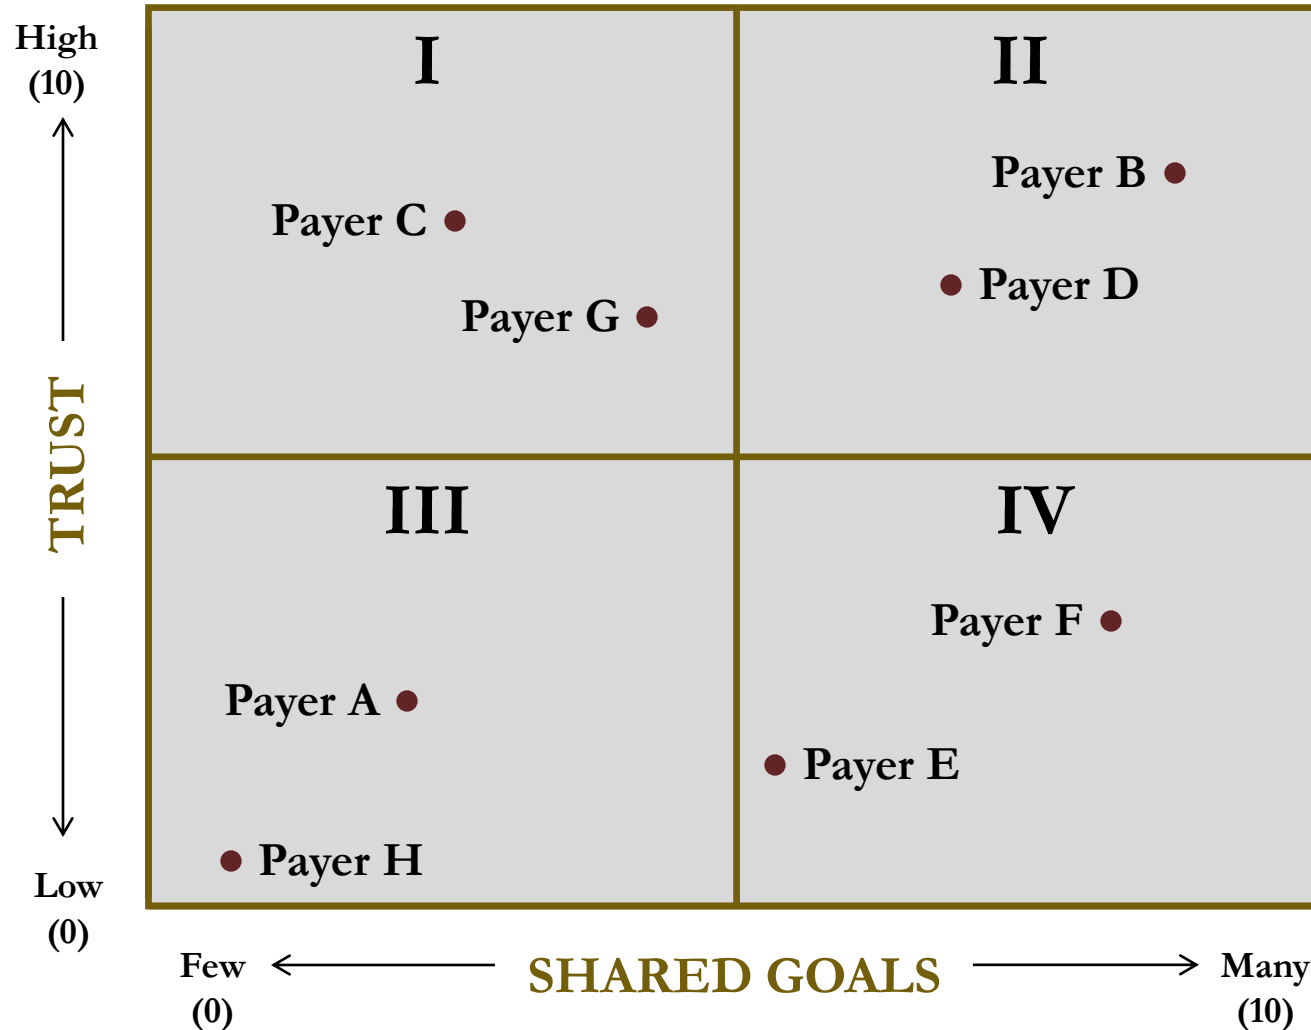 High
(10)
I
II
Payer B
Payer C
Payer D
Payer G
TRUST
III
IV
Payer F
Payer A
Payer E
Payer H
Low
(0)
Few
(0)
SHARED GOALS
Many
(10)